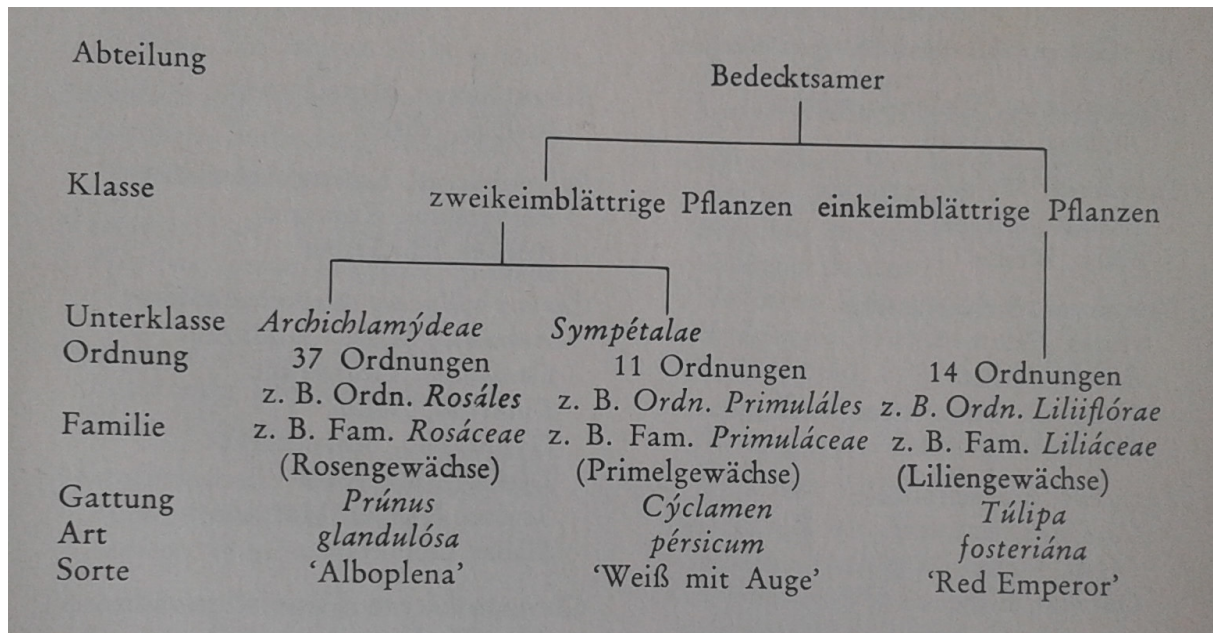 Abteilung
Bedecktsamer
Klasse
zweikeimblättrige Pflanzen einkeimblättrige Pflanzen
Unterklasse Archichlamýdeae Sympétalae
Ordnung 37 Ordnungen 11 Ordnungen 14 Ordnungen
z. B. Ordn. Rosáles z. B. Ordn. Primuláles z. B. Ordn. Liliiflórae
Familie z. B. Fam. Rosáceae z. B. Fam. Primuláceae z. B. Fam. Liliáceae
(Rosengewächse) (Primelgewächse) (Liliengewächse)
Gattung Prúnus Cýclamen Túlipa
Art glandulósa pérsicum fosteriána
Sorte ‘Alboplena’ ‘Weiß mit Auge’ ‘Red Emperor’